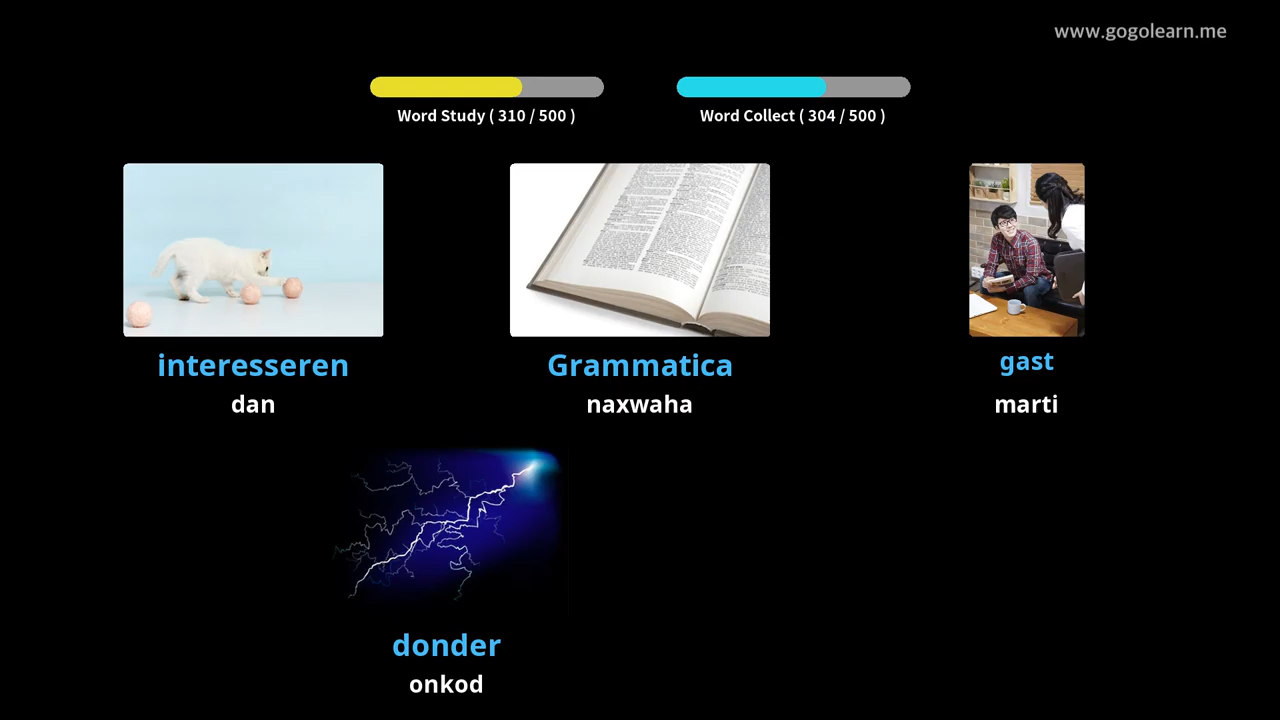 www.gogolearn.me
Word Study ( 310 / 500 )
Word Collect ( 304 / 500 )
interesseren
Grammatica
gast
dan
naxwaha
marti
donder
onkod